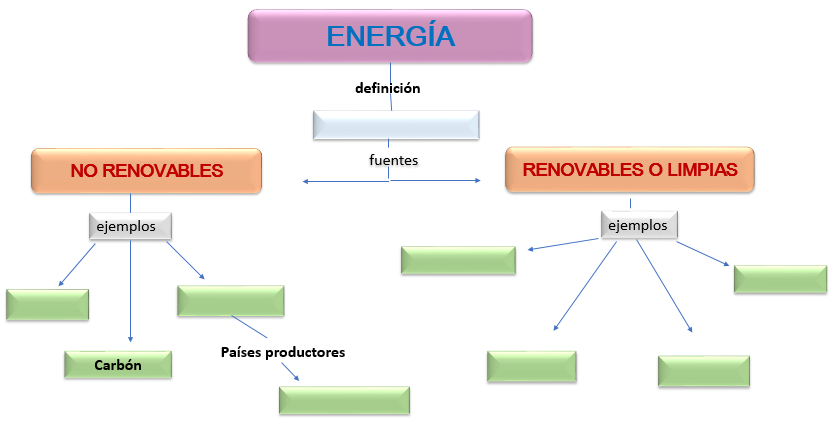 ENERGÍA
definición
fuentes
NO RENOVABLES
RENOVABLES O LIMPIAS
ejemplos
ejemplos
Países productores
Carbón